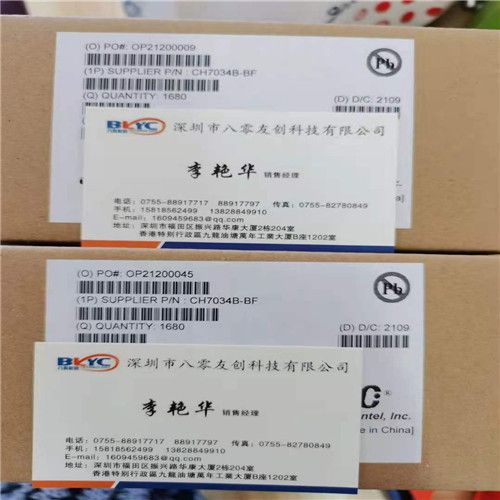 (O) PO#: OP21200009
(1P) SUPPLIER P/N : CH7034B-BF
(Q) QUANTITY: 1680
(D) D/C: 2109
Pb
BLYC
深圳市八零友创科技有限公司
李艳华 销售经理
电话:0755-88917717 88917797 传真:0755-82780849
手机:15818562499 13828849910
E-mail:1609459683@qq.com
地址:深圳市福田区振兴路华康大厦2栋204室
香港特别行政區九龍油塘萬年工業大厦B座1202室
(O) PO#: OP21200045
(1P) SUPPLIER P/N : CH7034B-BF
(Q) QUANTITY: 1680
(D) D/C: 2109
Pb
BLYC
深圳市八零友创科技有限公司
李艳华 销售经理
电话:0755-88917717 88917797 传真:0755-82780849
手机:15818562499 13828849910
E-mail:1609459683@qq.com
地址:深圳市福田区振兴路华康大厦2栋204室
香港特别行政區九龍油塘萬年工業大厦B座1202室
ntel, Inc.
e in China]